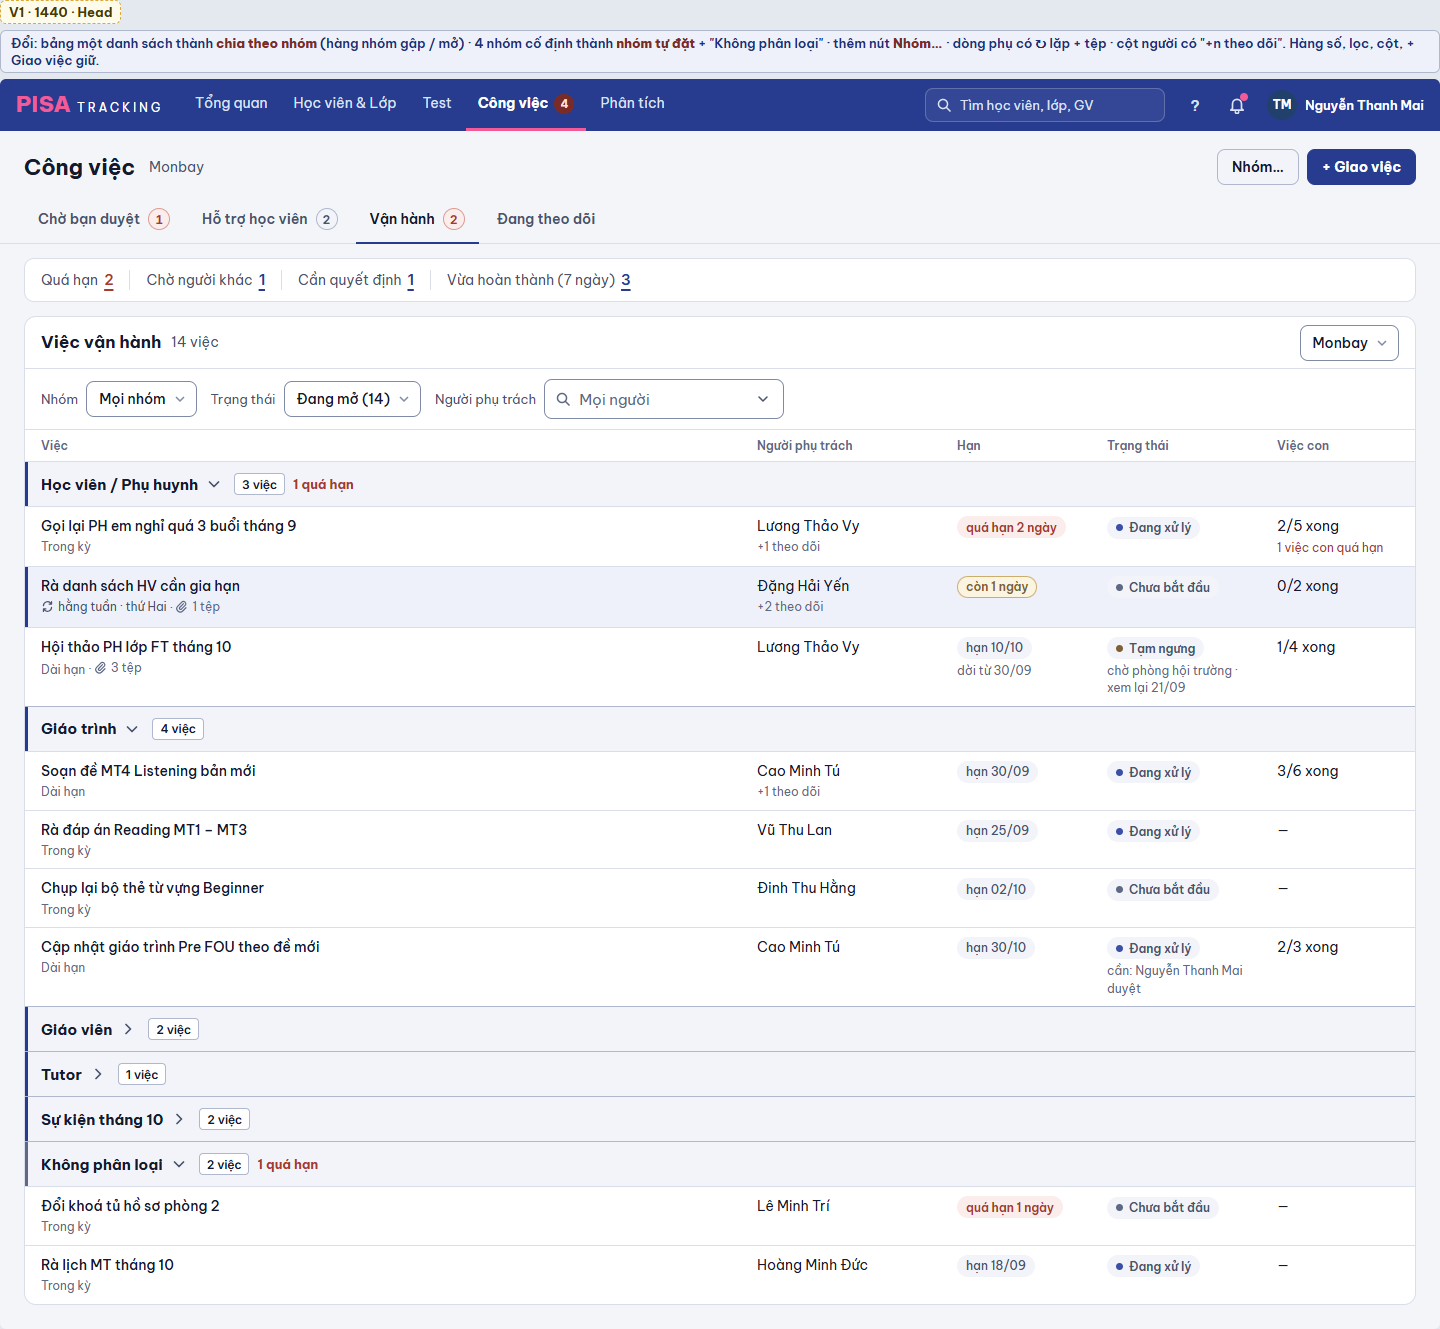 V1 · 1440 · Head
Đổi: bảng một danh sách thành chia theo nhóm (hàng nhóm gập / mở) · 4 nhóm cố định thành nhóm tự đặt + "Không phân loại" · thêm nút Nhóm… · dòng phụ có ↻ lặp + tệp · cột người có "+n theo dõi". Hàng số, lọc, cột, +
Giao việc giữ.
PISA TRACKING
Tổng quan
Học viên & Lớp
Test
Công việc 4
Phân tích
Tìm học viên, lớp, GV
?
TM Nguyễn Thanh Mai
Công việc Monbay
Nhóm…
+ Giao việc
Chờ bạn duyệt 1
Hỗ trợ học viên 2
Vận hành 2
Đang theo dõi
Quá hạn 2
Chờ người khác 1
Cần quyết định 1
Vừa hoàn thành (7 ngày) 3
Việc vận hành 14 việc
Monbay
Nhóm Mọi nhóm
Trạng thái Đang mở (14)
Người phụ trách Mọi người
Việc Người phụ trách Hạn Trạng thái Việc con
Học viên / Phụ huynh 3 việc 1 quá hạn
Gọi lại PH em nghỉ quá 3 buổi tháng 9 Lương Thảo Vy quá hạn 2 ngày Đang xử lý 2/5 xong
Trong kỳ +1 theo dõi 1 việc con quá hạn
Rà danh sách HV cần gia hạn Đặng Hải Yến còn 1 ngày Chưa bắt đầu 0/2 xong
hằng tuần · thứ Hai · 1 tệp +2 theo dõi
Hội thảo PH lớp FT tháng 10 Lương Thảo Vy hạn 10/10 Tạm ngưng 1/4 xong
Dài hạn · 3 tệp dời từ 30/09 chờ phòng hội trường ·
xem lại 21/09
Giáo trình 4 việc
Soạn đề MT4 Listening bản mới Cao Minh Tú hạn 30/09 Đang xử lý 3/6 xong
Dài hạn +1 theo dõi
Rà đáp án Reading MT1 – MT3 Vũ Thu Lan hạn 25/09 Đang xử lý –
Trong kỳ
Chụp lại bộ thẻ từ vựng Beginner Đinh Thu Hằng hạn 02/10 Chưa bắt đầu –
Trong kỳ
Cập nhật giáo trình Pre FOU theo đề mới Cao Minh Tú hạn 30/10 Đang xử lý 2/3 xong
Dài hạn cần: Nguyễn Thanh Mai
duyệt
Giáo viên 2 việc
Tutor 1 việc
Sự kiện tháng 10 2 việc
Không phân loại 2 việc 1 quá hạn
Đổi khoá tủ hồ sơ phòng 2 Lê Minh Trí quá hạn 1 ngày Chưa bắt đầu –
Trong kỳ
Rà lịch MT tháng 10 Hoàng Minh Đức hạn 18/09 Đang xử lý –
Trong kỳ